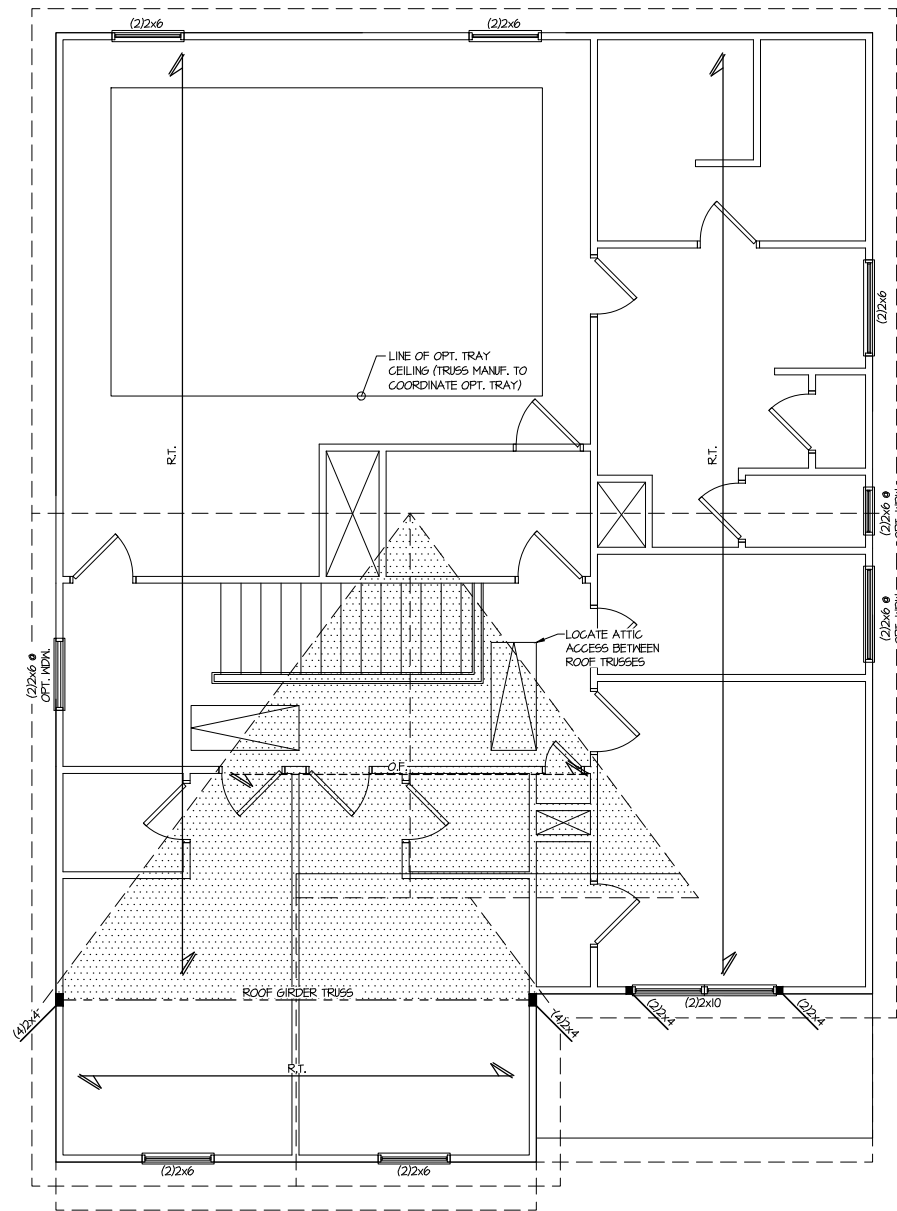 (2)2x6
(2)2x6
(2)2x6
LINE OF OPT. TRAY
CEILING (TRUSS MANUF. TO
COORDINATE OPT. TRAY)
R.T.
R.T.
(2)2x6 @
(2)2x6 @
LOCATE ATTIC
ACCESS BETWEEN
ROOF TRUSSES
(2)2x6 @
OPT. WDW.
O.F.
ROOF GIRDER TRUSS
(4)2x4
(4)2x4
(2)2x10
(2)2x4
(2)2x4
R.T.
(2)2x6
(2)2x6